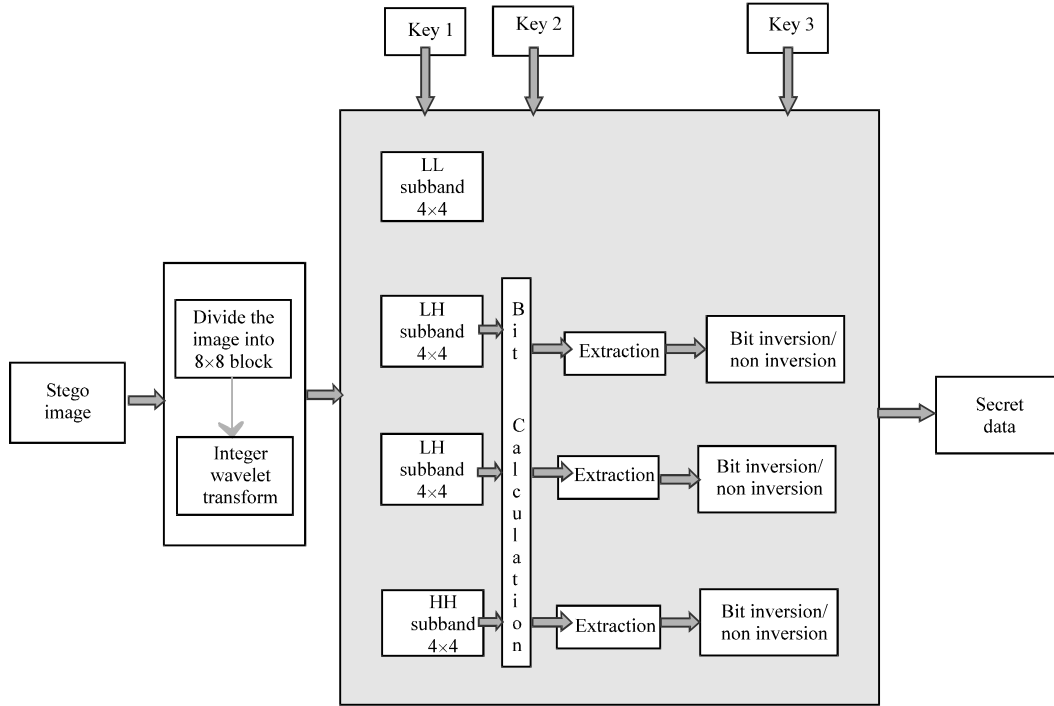 Key 1
Key 2
Key 3
LL
subband
4×4
Divide the
image into
8×8 block
Integer
wavelet
transform
Stego
image
LH
subband
4×4
LH
subband
4×4
HH
subband
4×4
Bit Calculation
Extraction
Bit inversion/
non inversion
Extraction
Bit inversion/
non inversion
Extraction
Bit inversion/
non inversion
Secret
data